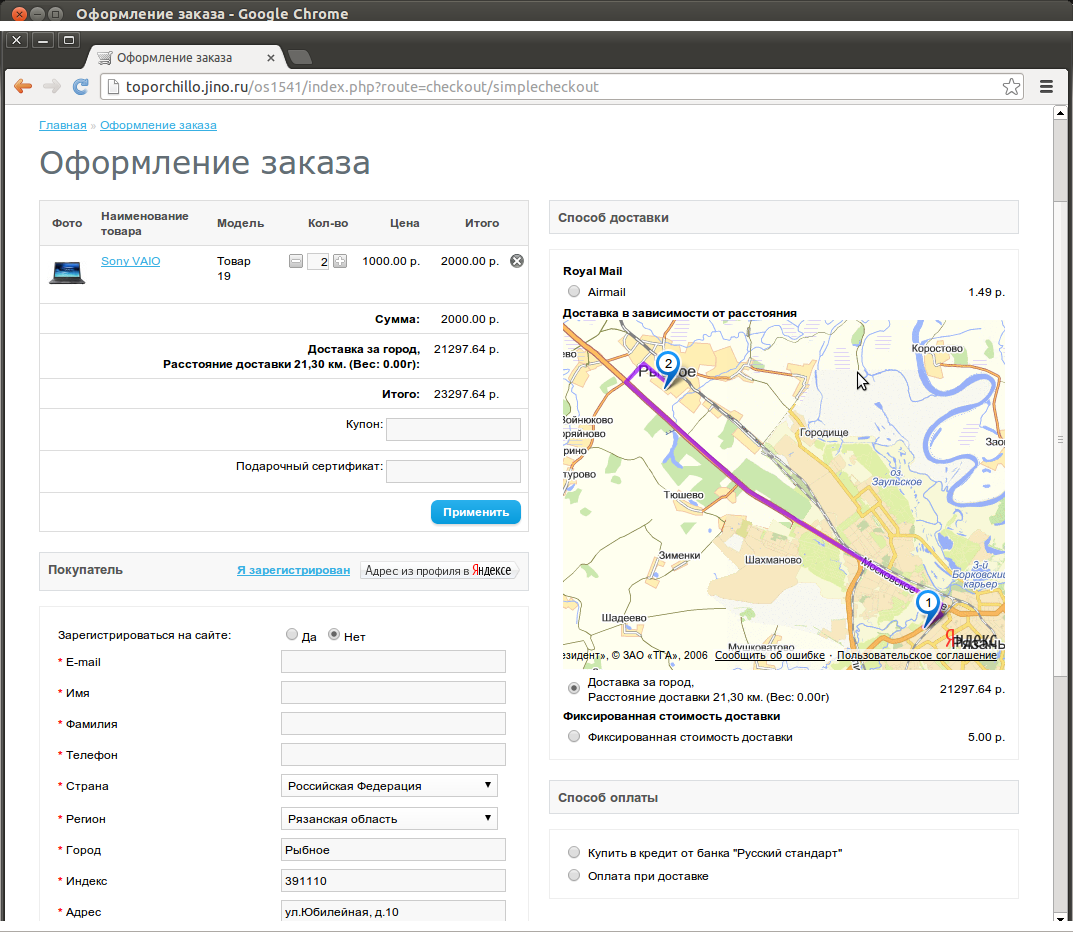 Оформление заказа - Google Chrome
Оформление заказа
toporchillo.jino.ru/os1541/index.php?route=checkout/simplecheckout
Главная » Оформление заказа
Оформление заказа
Фото Наименование товара Модель Кол-во Цена Итого
Sony VAIO Товар 19 2 1000.00 р. 2000.00 р.
Сумма: 2000.00 р.
Доставка за город, 21297.64 р.
Расстояние доставки 21,30 км. (Вес: 0.00г):
Итого: 23297.64 р.
Купон:
Подарочный сертификат:
Применить
Покупатель Я зарегистрирован Адрес из профиля в Яндексе
Зарегистрироваться на сайте: Да Нет
* E-mail
* Имя
* Фамилия
* Телефон
* Страна Российская Федерация
* Регион Рязанская область
* Город Рыбное
* Индекс 391110
* Адрес ул.Юбилейная, д.10
Способ доставки
Royal Mail
Airmail 1.49 р.
Доставка в зависимости от расстояния
Коростово
2
Городище
оз.
Заульское
Тюшево
Зименки
Шахманово
Московское
3-й
Борковский
карьер
1
Шадеево
Мушковатово
Яндекс
© ЗАО «ТГА», 2006 Сообщить об ошибке · Пользовательское соглашение
Доставка за город,
Расстояние доставки 21,30 км. (Вес: 0.00г) 21297.64 р.
Фиксированная стоимость доставки
Фиксированная стоимость доставки 5.00 р.
Способ оплаты
Купить в кредит от банка "Русский стандарт"
Оплата при доставке